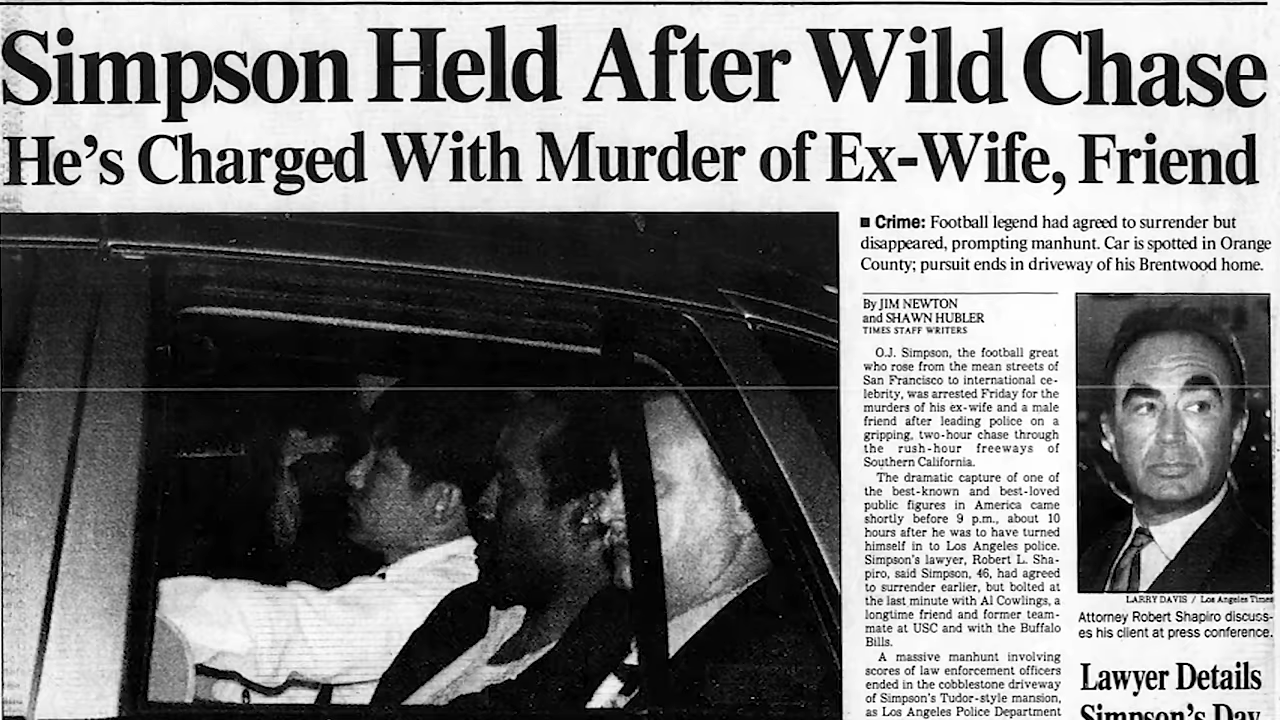 Simpson Held After Wild Chase
He's Charged With Murder of Ex-Wife, Friend
■ Crime: Football legend had agreed to surrender but
disappeared, prompting manhunt. Car is spotted in Orange
County; pursuit ends in driveway of his Brentwood home.
By JIM NEWTON
and SHAWN HUBLER
TIMES STAFF WRITERS
O.J. Simpson, the football great
who rose from the mean streets of
San Francisco to international ce-
lebrity, was arrested Friday for the
murders of his ex-wife and a male
friend after leading police on a
gripping, two-hour chase through
the rush-hour freeways of
Southern California.
The dramatic capture of one of
the best-known and best-loved
public figures in America came
shortly before 9 p.m., about 10
hours after he was to have turned
himself in to Los Angeles police.
Simpson's lawyer, Robert L. Sha-
piro, said Simpson, 46, had agreed
to surrender earlier, but bolted at
the last minute with Al Cowlings, a
longtime friend and former team-
mate at USC and with the Buffalo
Bills.
A massive manhunt involving
scores of law enforcement officers
ended in the cobblestone driveway
of Simpson's Tudor-style mansion,
as Los Angeles Police Department
LARRY DAVIS / Los Angeles Times
Attorney Robert Shapiro discuss-
es his client at press conference.
Lawyer Details
Simpson's Day